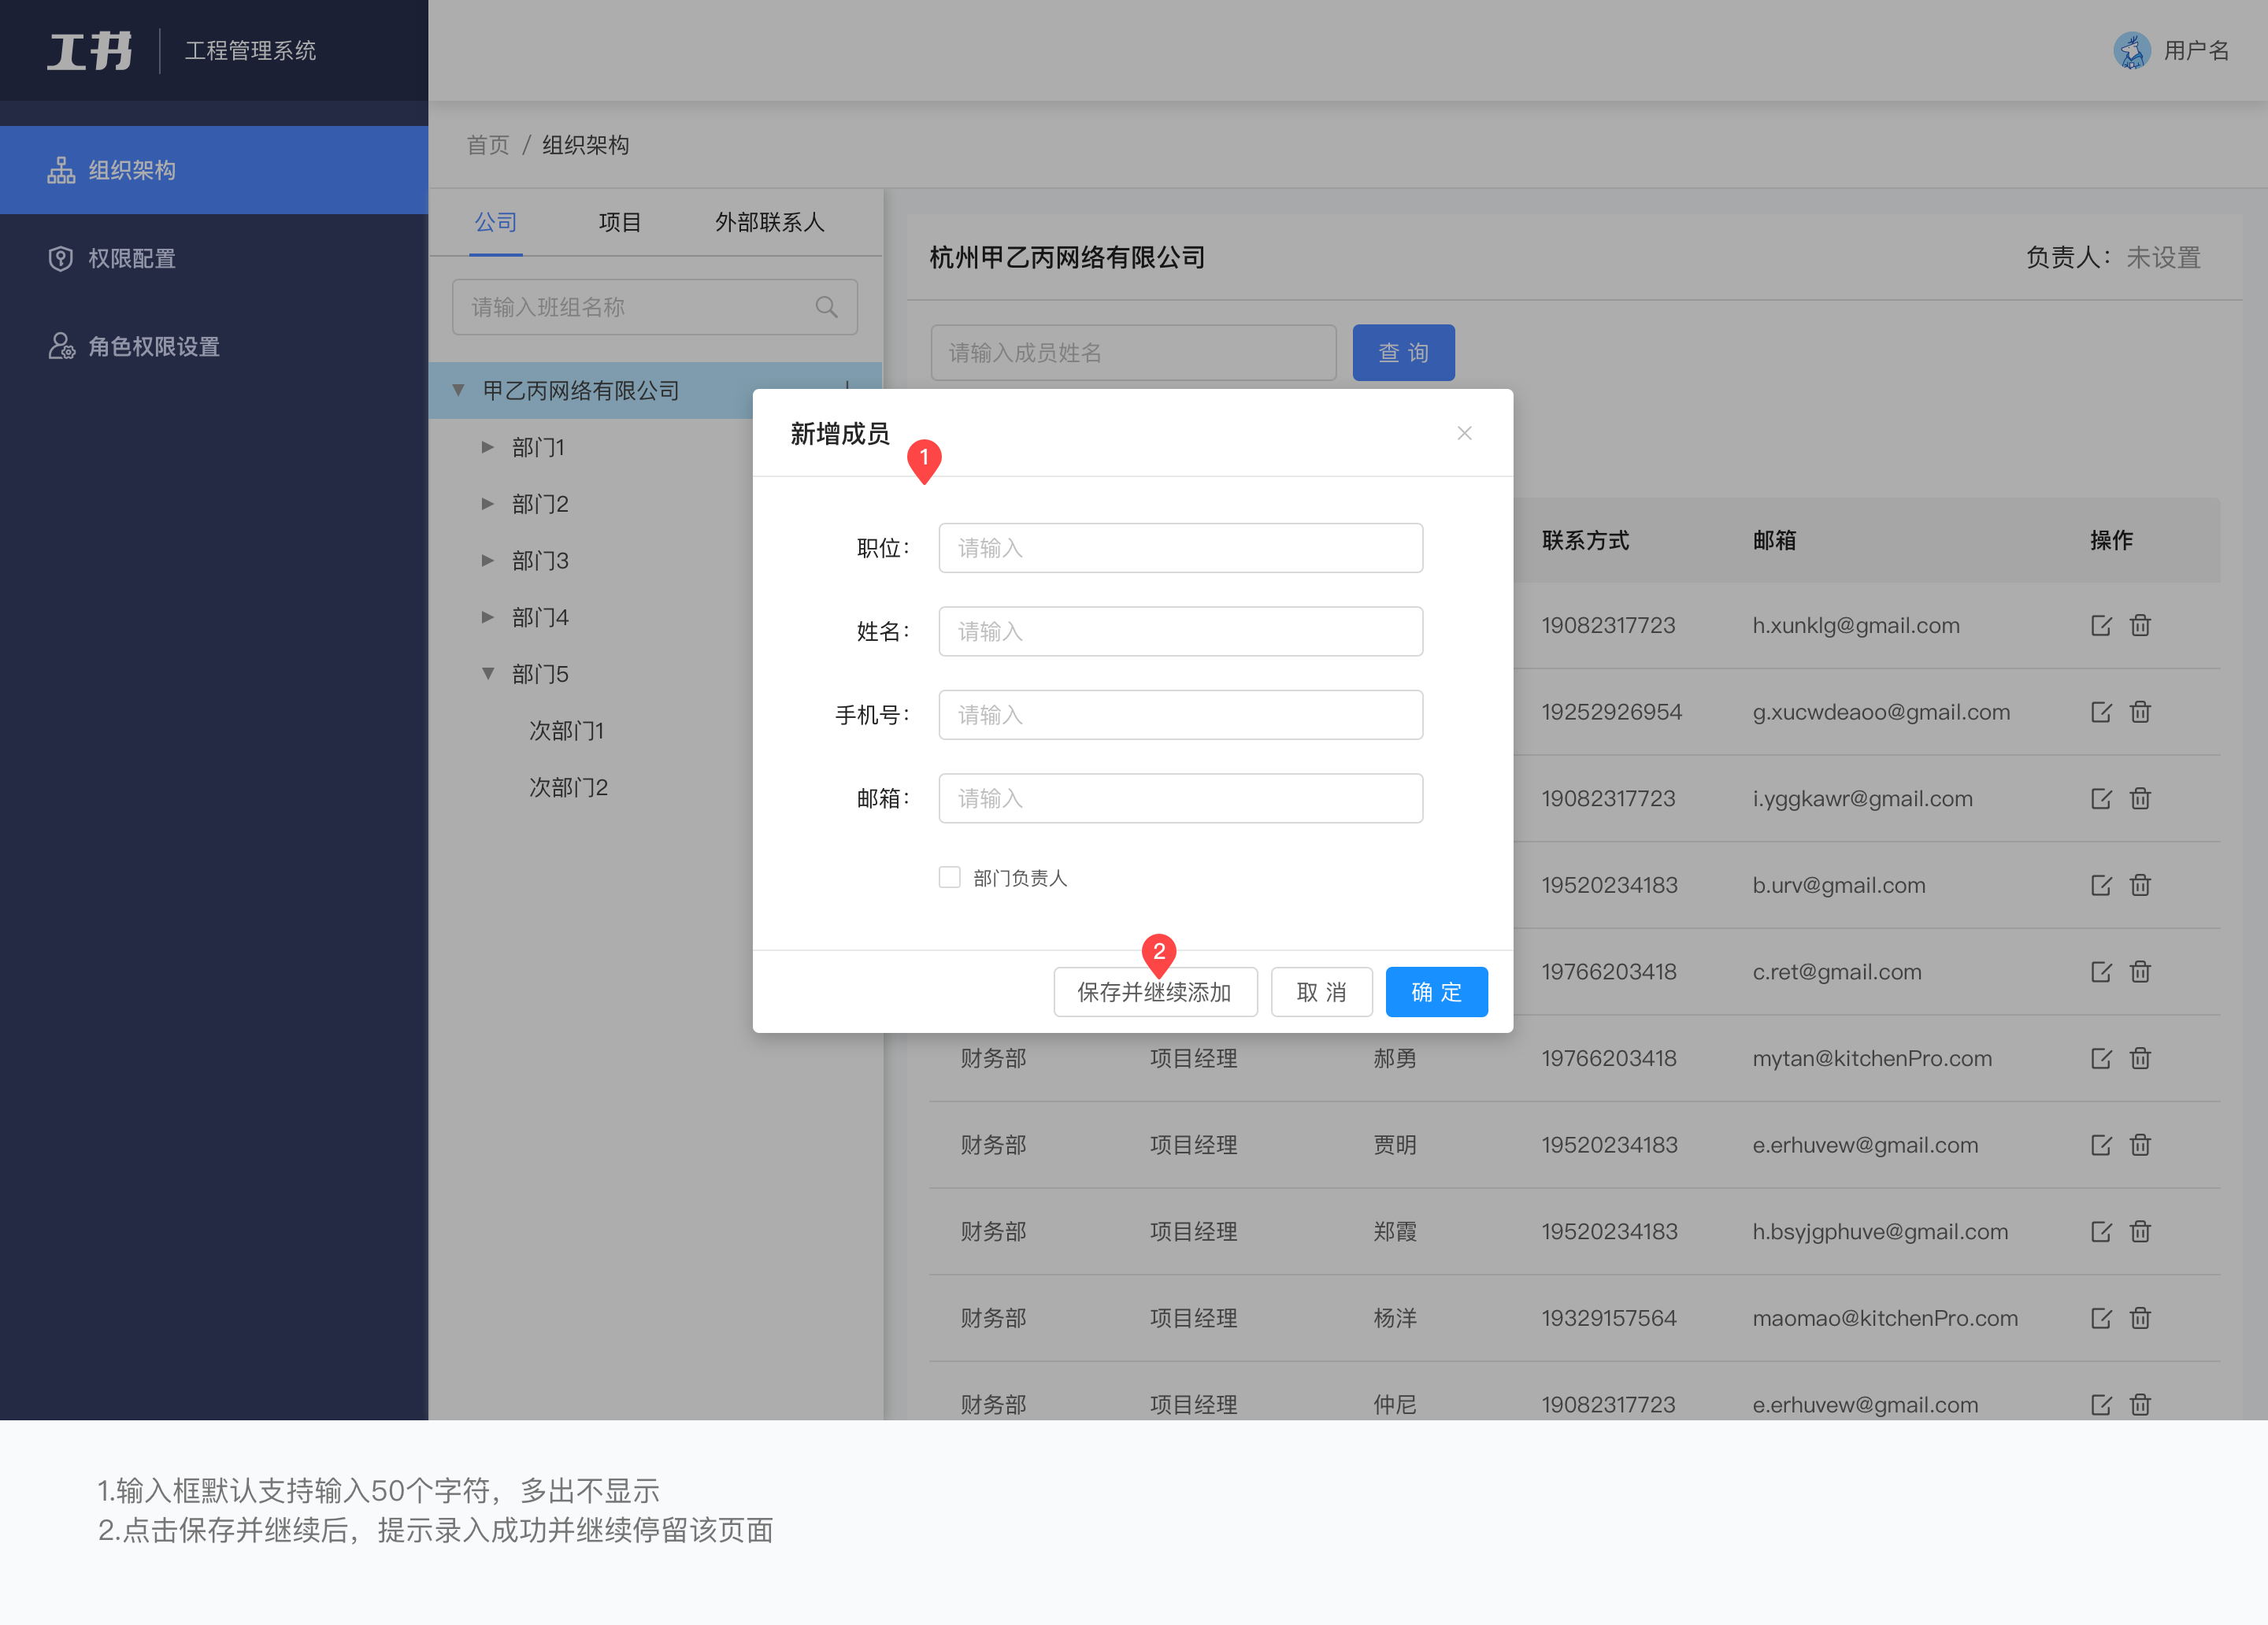 工书
工程管理系统
用户名
组织架构
权限配置
角色权限设置
首页 / 组织架构
公司 项目 外部联系人
请输入班组名称
甲乙丙网络有限公司
部门1
部门2
部门3
部门4
部门5
次部门1
次部门2
杭州甲乙丙网络有限公司
负责人：未设置
请输入成员姓名
查 询
新增成员
1
职位：
请输入
姓名：
请输入
手机号：
请输入
邮箱：
请输入
部门负责人
2
保存并继续添加
取 消
确 定
联系方式 邮箱 操作
19082317723 h.xunklg@gmail.com
19252926954 g.xucwdeaoo@gmail.com
19082317723 i.yggkawr@gmail.com
19520234183 b.urv@gmail.com
19766203418 c.ret@gmail.com
财务部 项目经理 郝勇 19766203418 mytan@kitchenPro.com
财务部 项目经理 贾明 19520234183 e.erhuvew@gmail.com
财务部 项目经理 郑霞 19520234183 h.bsyjgphuve@gmail.com
财务部 项目经理 杨洋 19329157564 maomao@kitchenPro.com
财务部 项目经理 仲尼 19082317723 e.erhuvew@gmail.com
1.输入框默认支持输入50个字符，多出不显示
2.点击保存并继续后，提示录入成功并继续停留该页面